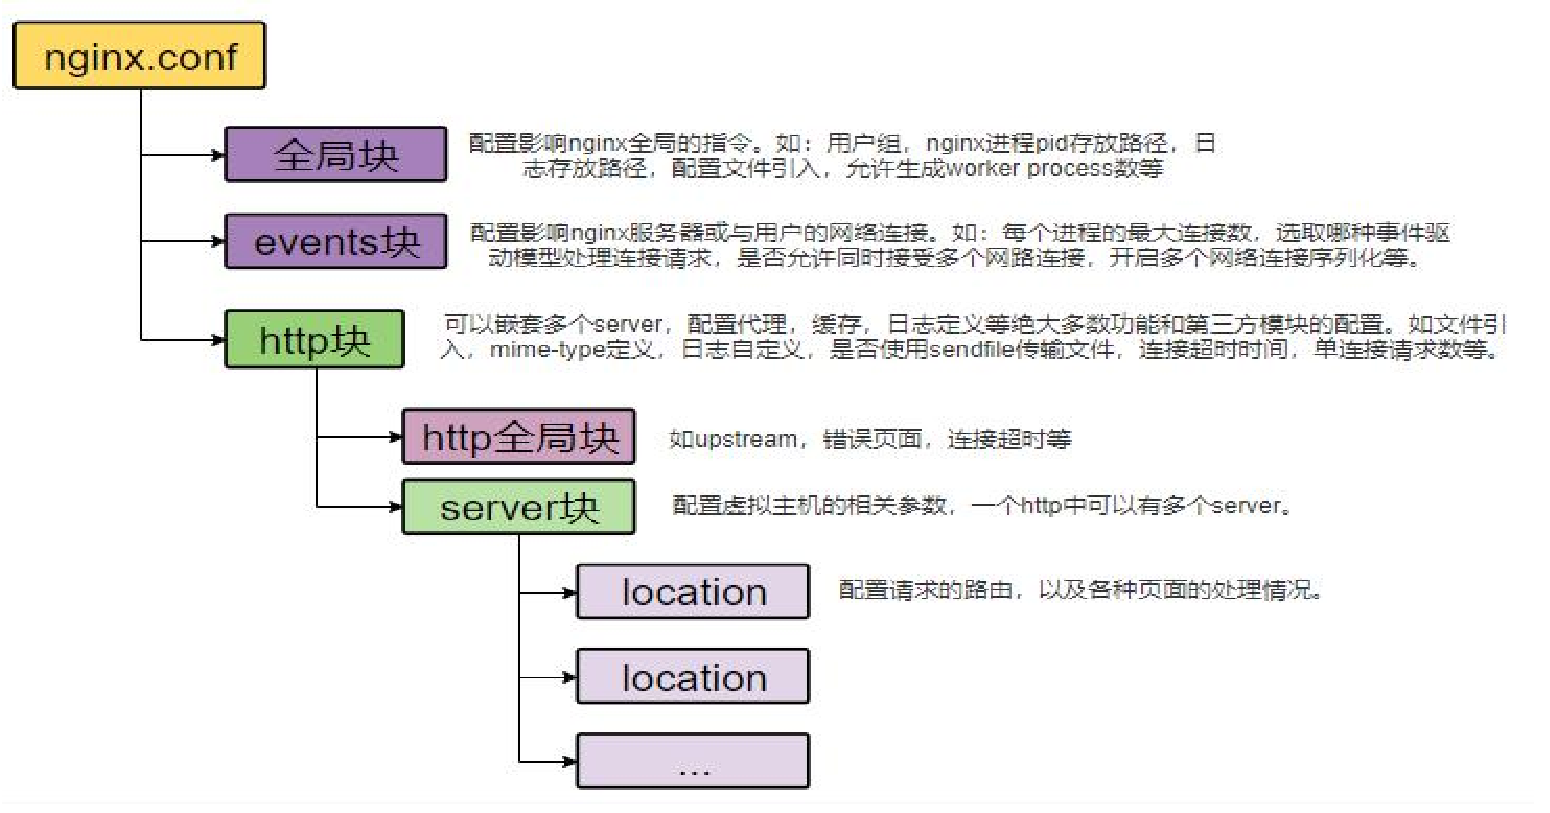 nginx.conf
全局块
配置影响nginx全局的指令。如：用户组，nginx进程pid存放路径，日
志存放路径，配置文件引入，允许生成worker process数等
events块
配置影响nginx服务器或与用户的网络连接。如：每个进程的最大连接数，选取哪种事件驱
动模型处理连接请求，是否允许同时接受多个网路连接，开启多个网络连接序列化等。
http块
可以嵌套多个server，配置代理，缓存，日志定义等绝大多数功能和第三方模块的配置。如文件引
入，mime-type定义，日志自定义，是否使用sendfile传输文件，连接超时时间，单连接请求数等。
http全局块
如upstream，错误页面，连接超时等
server块
配置虚拟主机的相关参数，一个http中可以有多个server。
location
配置请求的路由，以及各种页面的处理情况。
location
...